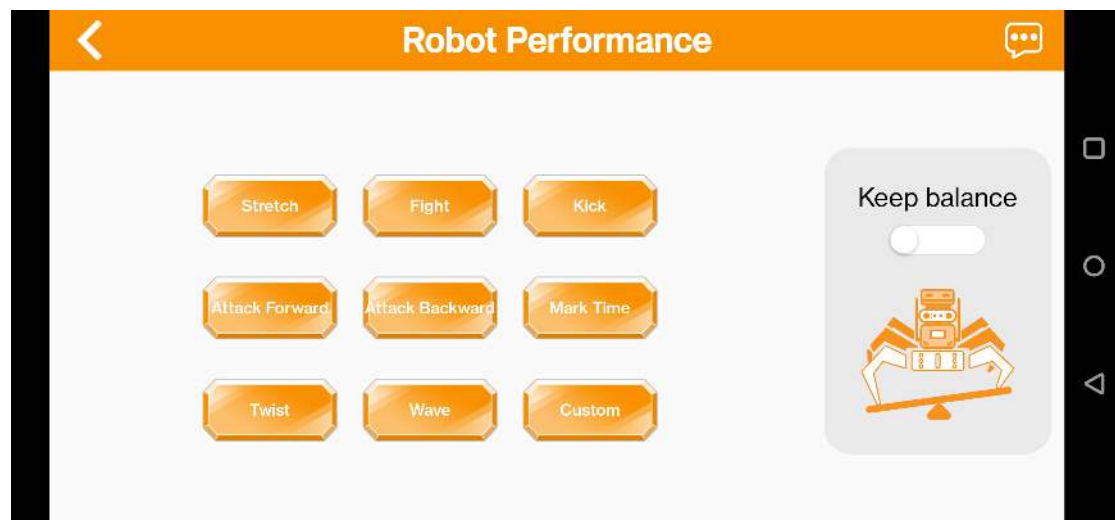 Robot Performance
Stretch
Fight
Kick
Keep balance
Attack Forward
Attack Backward
Mark Time
Twist
Wave
Custom